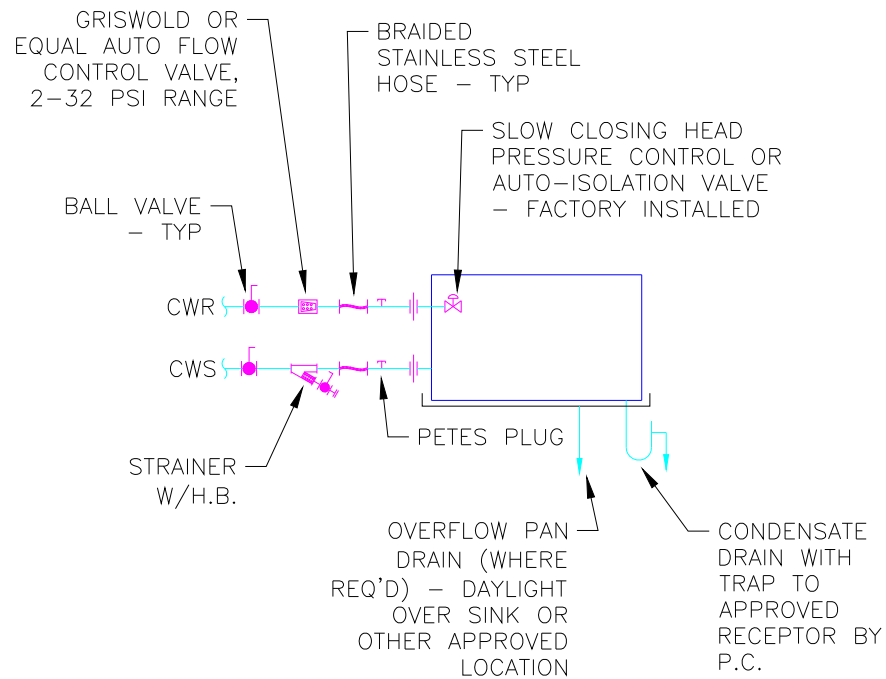 GRISWOLD OR
EQUAL AUTO FLOW
CONTROL VALVE,
2-32 PSI RANGE
BRAIDED
STAINLESS STEEL
HOSE - TYP
SLOW CLOSING HEAD
PRESSURE CONTROL OR
AUTO-ISOLATION VALVE
- FACTORY INSTALLED
BALL VALVE
- TYP
CWR
CWS
PETES PLUG
STRAINER
W/H.B.
OVERFLOW PAN
DRAIN (WHERE
REQ'D) - DAYLIGHT
OVER SINK OR
OTHER APPROVED
LOCATION
CONDENSATE
DRAIN WITH
TRAP TO
APPROVED
RECEPTOR BY
P.C.